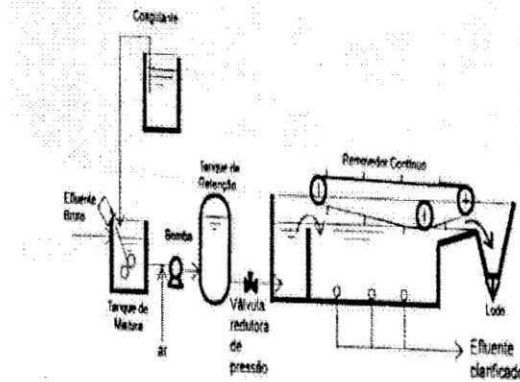 Coagulante
Tanque de
Retenção
Removedor Contínuo
Efluente
Bruto
Bomba
Tanque de
Mistura
ar
Válvula
redutora
de
pressão
Lodo
Efluente
clarificado